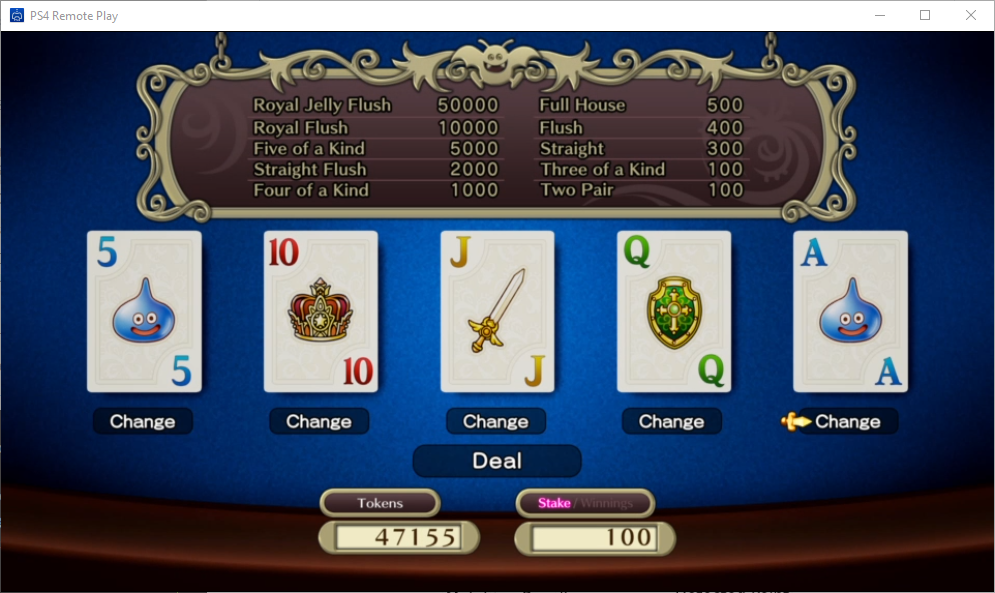 PS4 Remote Play
Royal Jelly Flush 50000 Full House 500
Royal Flush 10000 Flush 400
Five of a Kind 5000 Straight 300
Straight Flush 2000 Three of a Kind 100
Four of a Kind 1000 Two Pair 100
5 10 J Q A
5 10 J Q A
Change Change Change Change Change
Deal
Tokens Stake / Winnings
47155 100